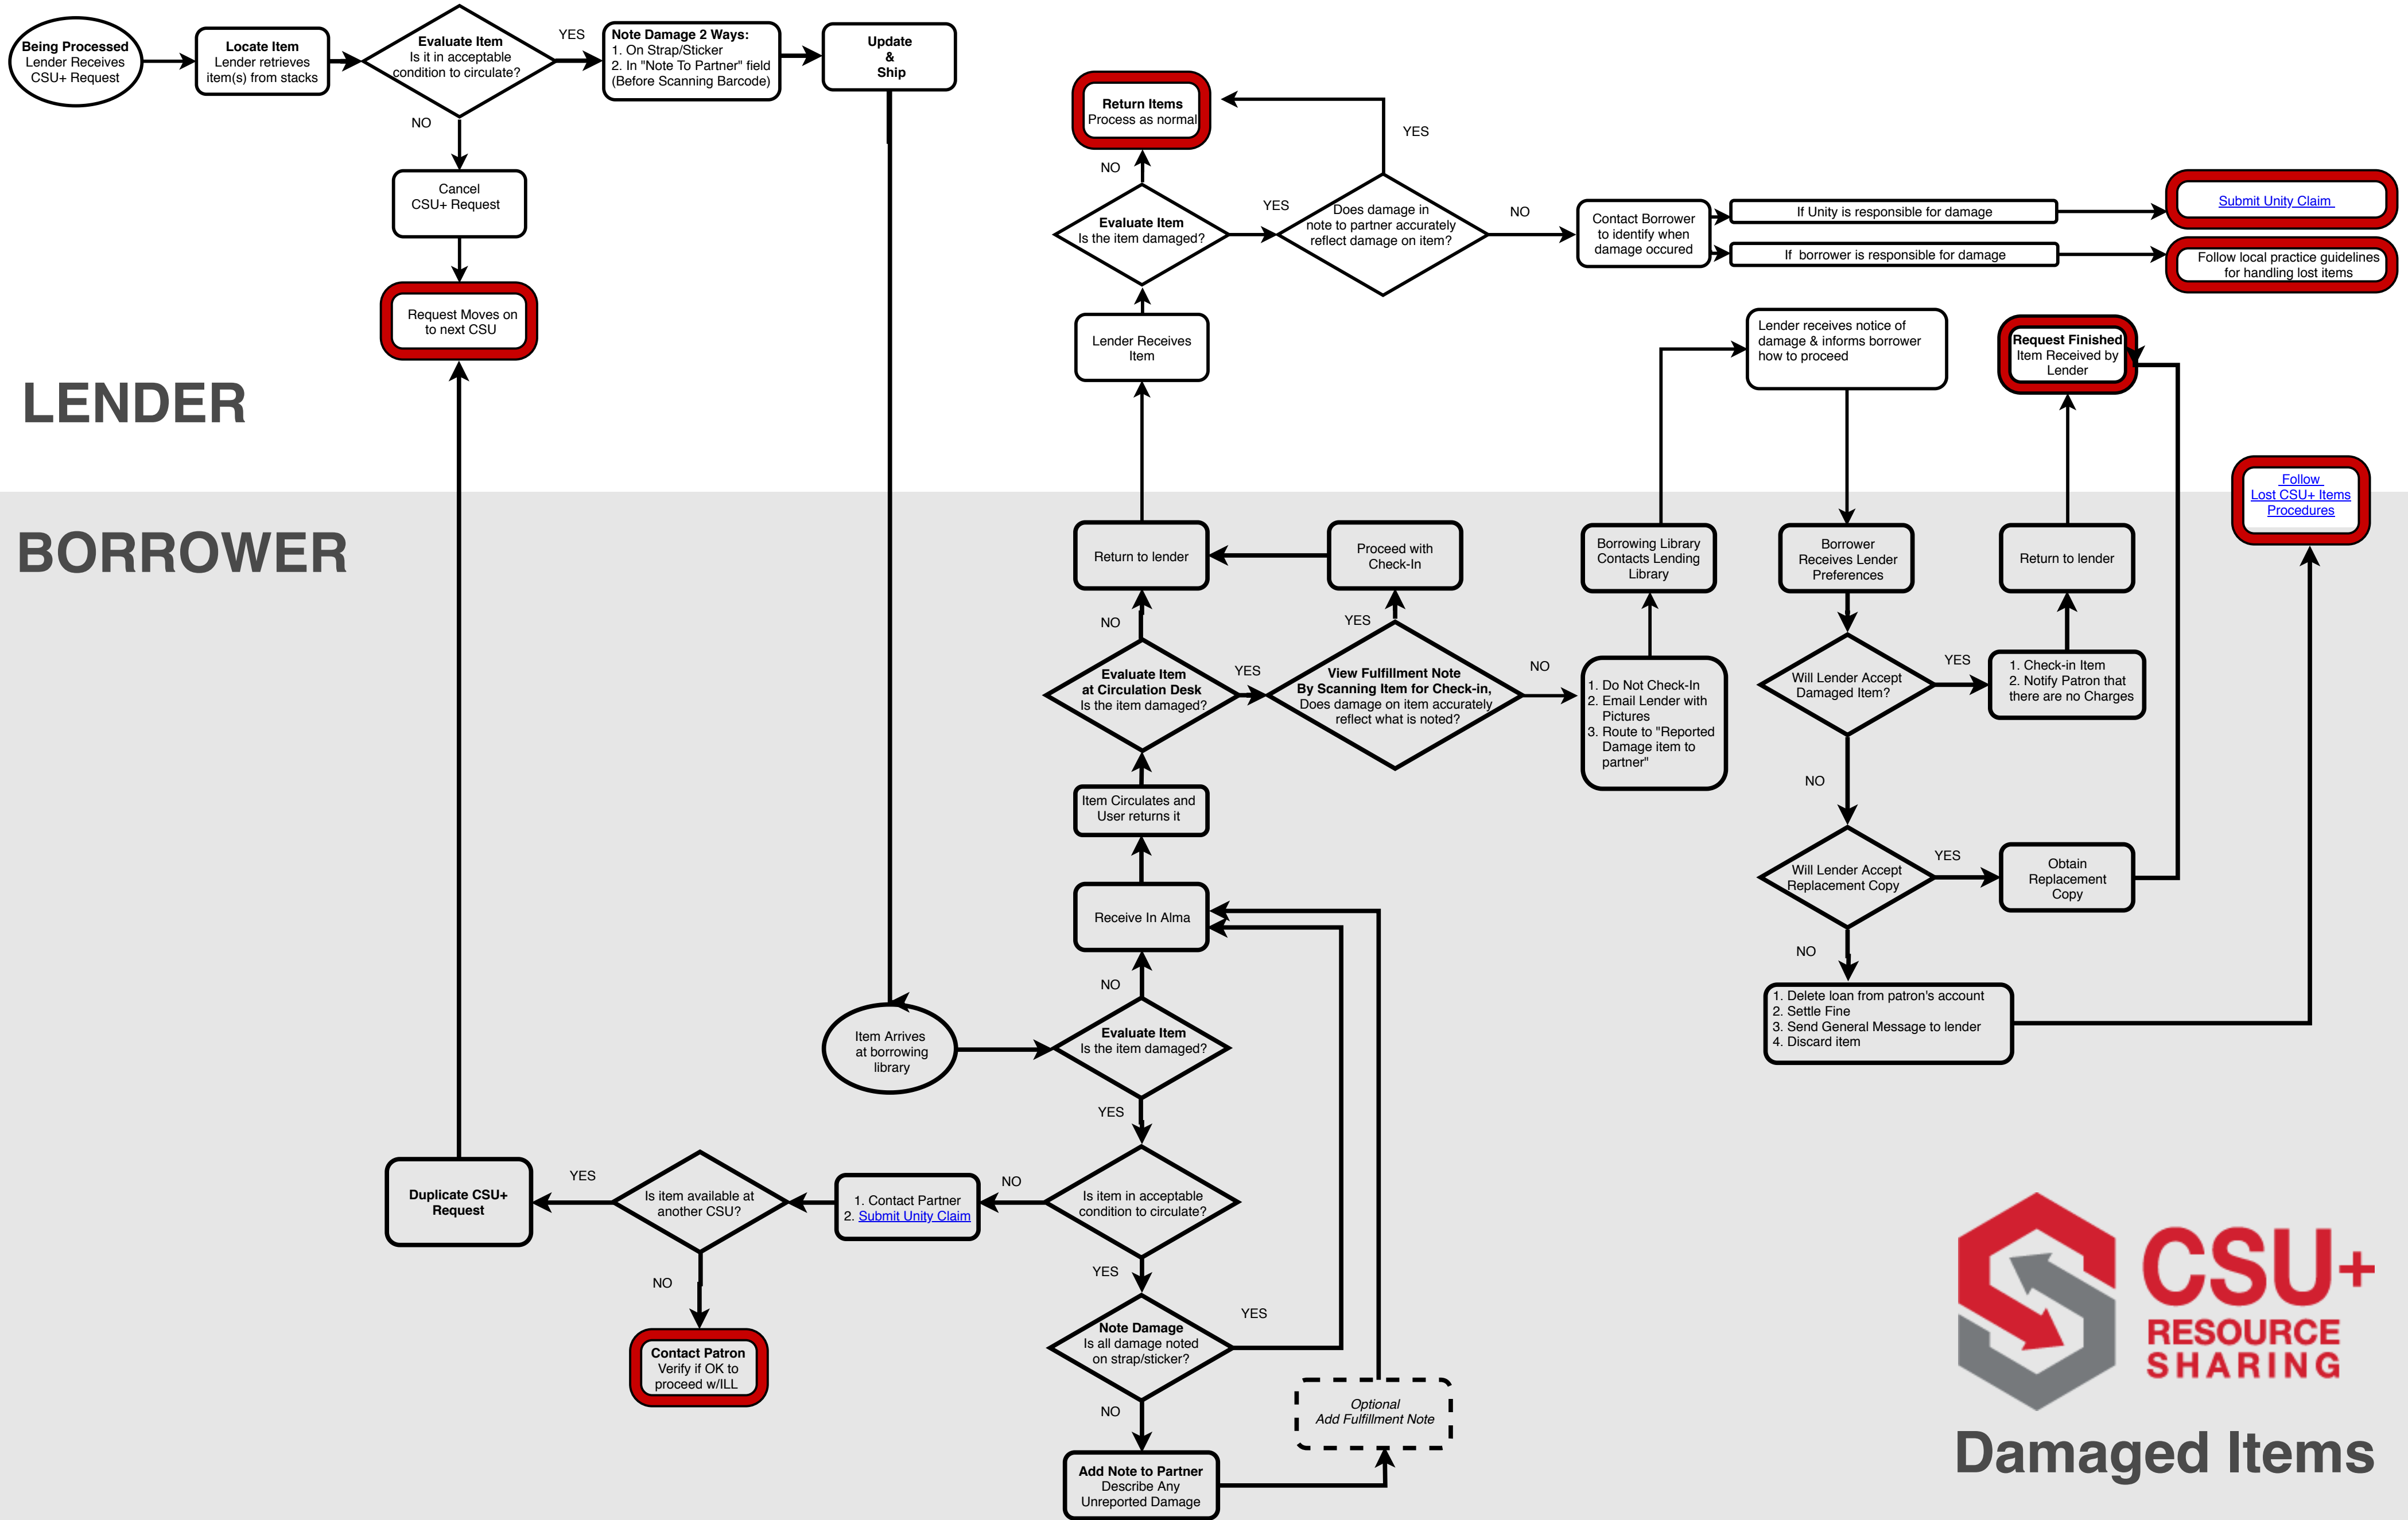 Being Processed
Lender Receives
CSU+ Request
Locate Item
Lender retrieves
item(s) from stacks
Evaluate Item
Is it in acceptable
condition to circulate?
YES
Note Damage 2 Ways:
1. On Strap/Sticker
2. In "Note To Partner" field
(Before Scanning Barcode)
Update
&
Ship
NO
Cancel
CSU+ Request
Request Moves on
to next CSU
Return Items
Process as normal
YES
NO
Evaluate Item
Is the item damaged?
YES
Does damage in
note to partner accurately
reflect damage on item?
NO
Contact Borrower
to identify when
damage occured
If Unity is responsible for damage
Submit Unity Claim
If borrower is responsible for damage
Follow local practice guidelines
for handling lost items
Lender Receives
Item
Lender receives notice of
damage & informs borrower
how to proceed
Request Finished
Item Received by
Lender
LENDER
Follow
Lost CSU+ Items
Procedures
BORROWER
Return to lender
Proceed with
Check-In
Borrowing Library
Contacts Lending
Library
Borrower
Receives Lender
Preferences
Return to lender
NO
YES
Evaluate Item
at Circulation Desk
Is the item damaged?
YES
View Fulfillment Note
By Scanning Item for Check-in,
Does damage on item accurately
reflect what is noted?
NO
1. Do Not Check-In
2. Email Lender with
Pictures
3. Route to "Reported
Damage item to
partner"
Will Lender Accept
Damaged Item?
YES
1. Check-in Item
2. Notify Patron that
there are no Charges
NO
Item Circulates and
User returns it
Will Lender Accept
Replacement Copy
YES
Obtain
Replacement
Copy
Receive In Alma
NO
NO
1. Delete loan from patron's account
2. Settle Fine
3. Send General Message to lender
4. Discard item
Item Arrives
at borrowing
library
Evaluate Item
Is the item damaged?
YES
Duplicate CSU+
Request
YES
Is item available at
another CSU?
1. Contact Partner
2. Submit Unity Claim
NO
Is item in acceptable
condition to circulate?
NO
YES
Contact Patron
Verify if OK to
proceed w/ILL
Note Damage
Is all damage noted
on strap/sticker?
YES
NO
Optional
Add Fulfillment Note
Add Note to Partner
Describe Any
Unreported Damage
CSU+
RESOURCE
SHARING
Damaged Items